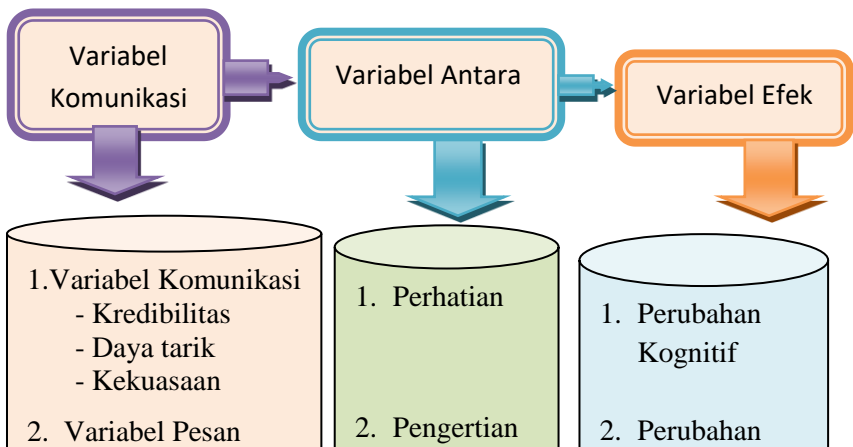 Variabel
Komunikasi
Variabel Antara
Variabel Efek
1.Variabel Komunikasi
- Kredibilitas
- Daya tarik
- Kekuasaan
2. Variabel Pesan
1. Perhatian
2. Pengertian
1. Perubahan
Kognitif
2. Perubahan